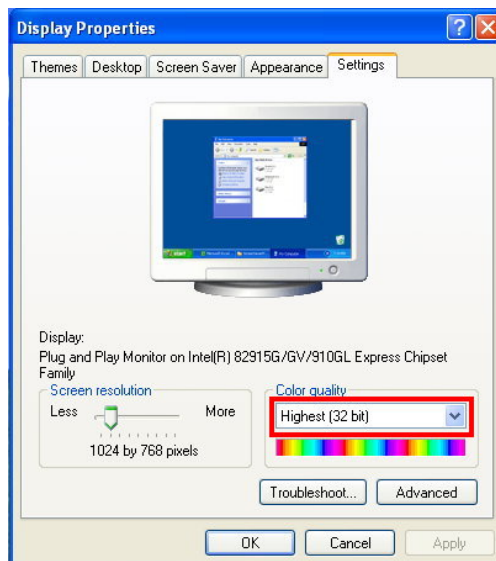 Display Properties
Themes Desktop Screen Saver Appearance Settings
start
Display:
Plug and Play Monitor on Intel(R) 82915G/GV/910GL Express Chipset
Family
Screen resolution
Less More
1024 by 768 pixels
Color quality
Highest (32 bit)
Troubleshoot... Advanced
OK Cancel Apply